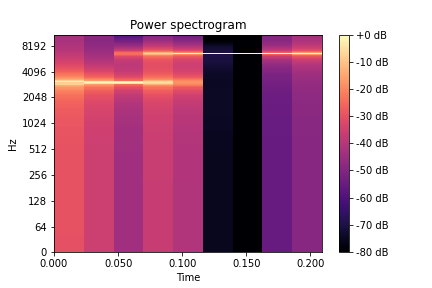 Power spectrogram
8192
4096
2048
1024
512
256
128
64
0
Hz
0.000 0.050 0.100 0.150 0.200
Time
+0 dB
-10 dB
-20 dB
-30 dB
-40 dB
-50 dB
-60 dB
-70 dB
-80 dB